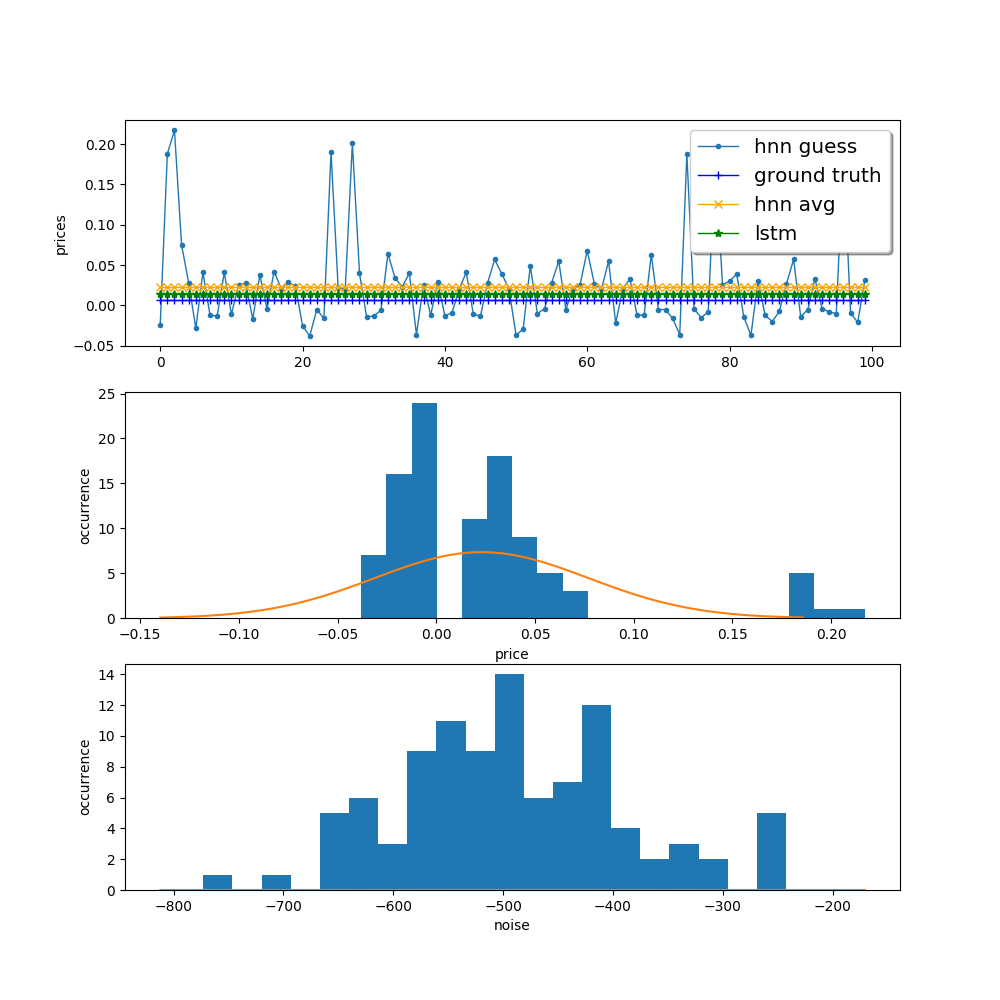 0.20
0.15
0.10
0.05
0.00
−0.05
prices
hnn guess
ground truth
hnn avg
lstm
0 20 40 60 80 100
25
20
15
10
5
0
occurrence
−0.15 −0.10 −0.05 0.00 0.05 0.10 0.15 0.20
price
14
12
10
8
6
4
2
0
occurrence
−800 −700 −600 −500 −400 −300 −200
noise